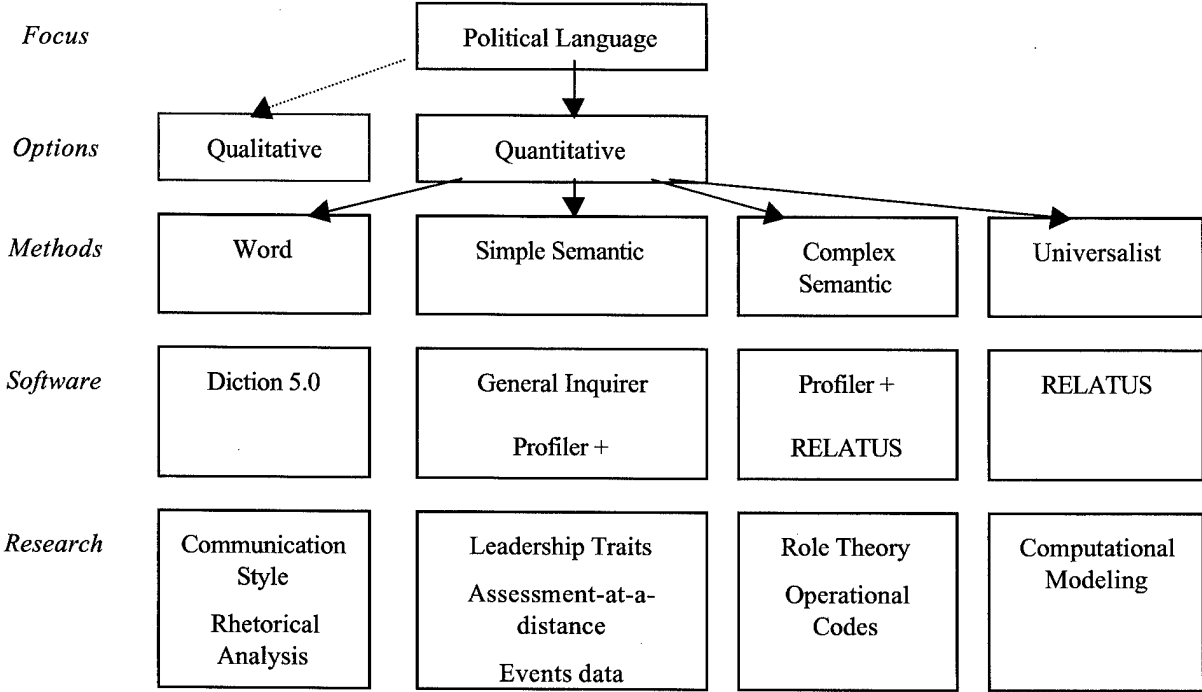 Focus
Political Language
Options
Qualitative
Quantitative
Methods
Word
Simple Semantic
Complex
Semantic
Universalist
Software
Diction 5.0
General Inquirer
Profiler +
Profiler +
RELATUS
RELATUS
Research
Communication
Style
Rhetorical
Analysis
Leadership Traits
Assessment-at-a-
distance
Events data
Role Theory
Operational
Codes
Computational
Modeling